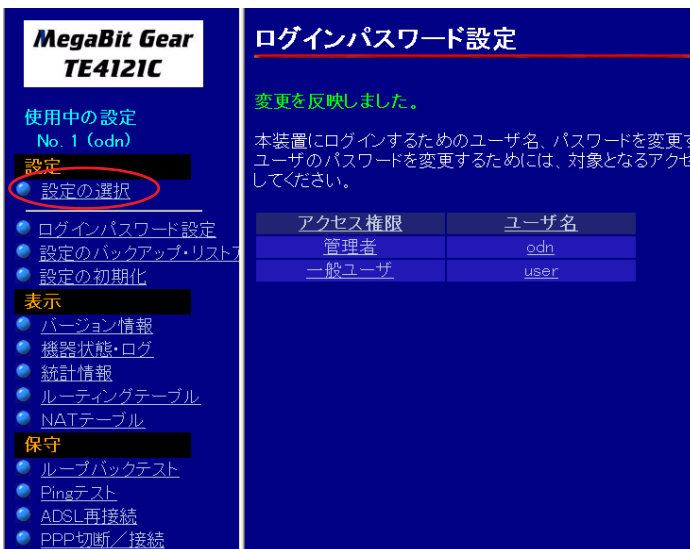 MegaBit Gear
TE4121C
使用中の設定
No. 1 (odn)
設定
設定の選択
ログインパスワード設定
設定のバックアップ・リストア
設定の初期化
表示
バージョン情報
機器状態・ログ
統計情報
ルーティングテーブル
NATテーブル
保守
ループバックテスト
Pingテスト
ADSL再接続
PPP切断／接続
ログインパスワード設定
変更を反映しました。
本装置にログインするためのユーザ名、パスワードを変更す
ユーザのパスワードを変更するためには、対象となるアクセ
してください。
アクセス権限 ユーザ名
管理者 odn
一般ユーザ user